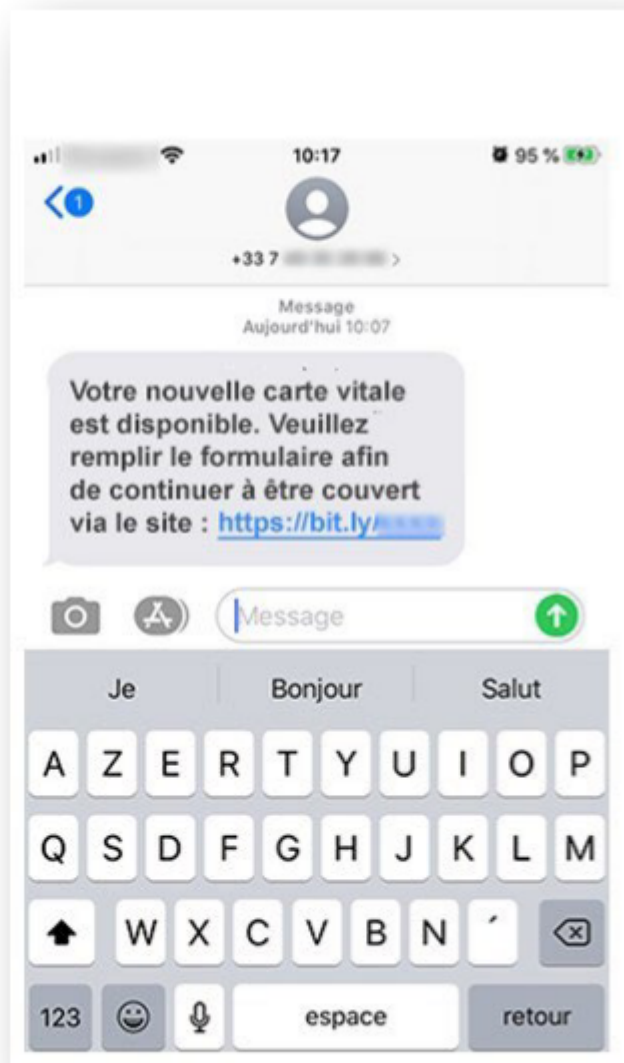 10:17
95 %
1
+33 7
Message
Aujourd'hui 10:07
Votre nouvelle carte vitale
est disponible. Veuillez
remplir le formulaire afin
de continuer à être couvert
via le site : https://bit.ly/
Message
Je Bonjour Salut
A Z E R T Y U I O P
Q S D F G H J K L M
W X C V B N ´
123 espace retour